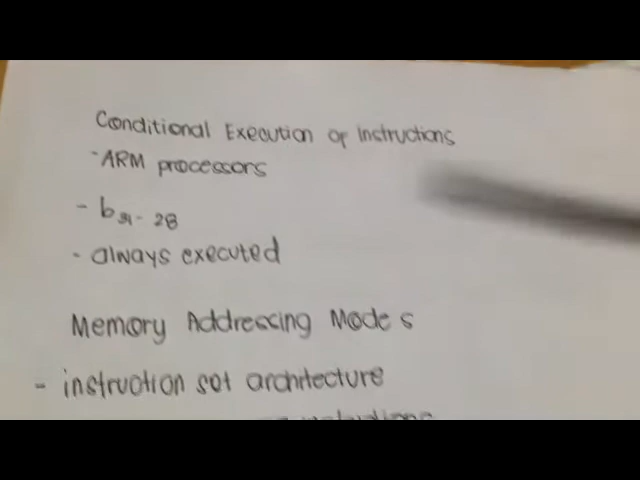 Conditional Execution of instructions
- ARM processors
- b31-28
- always executed
Memory Addressing Modes
- instruction set architecture